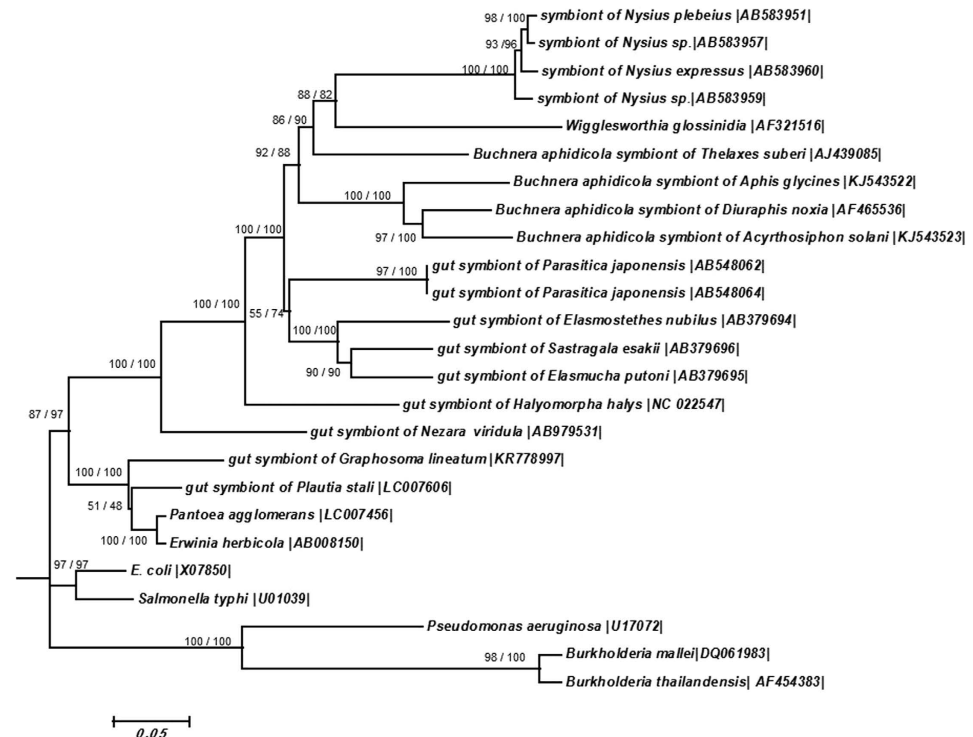 98 / 100
symbiont of Nysius plebeius |AB583951|
93 /96
symbiont of Nysius sp.|AB583957|
100 / 100
symbiont of Nysius expressus |AB583960|
88 / 82
symbiont of Nysius sp.|AB583959|
86 / 90
Wigglesworthia glossinidia |AF321516|
92 / 88
Buchnera aphidicola symbiont of Thelaxes suberi |AJ439085|
100 / 100
Buchnera aphidicola symbiont of Aphis glycines |KJ543522|
Buchnera aphidicola symbiont of Diuraphis noxia |AF465536|
100 / 100
97 / 100
Buchnera aphidicola symbiont of Acyrthosiphon solani |KJ543523|
97 / 100
gut symbiont of Parasitica japonensis |AB548062|
gut symbiont of Parasitica japonensis |AB548064|
100 / 100
55 / 74
100 /100
gut symbiont of Elasmostethes nubilus |AB379694|
gut symbiont of Sastragala esakii |AB379696|
100 / 100
90 / 90
gut symbiont of Elasmucha putoni |AB379695|
gut symbiont of Halyomorpha halys |NC 022547|
87 / 97
gut symbiont of Nezara viridula |AB979531|
gut symbiont of Graphosoma lineatum |KR778997|
100 / 100
gut symbiont of Plautia stali |LC007606|
51 / 48
Pantoea agglomerans |LC007456|
100 / 100
Erwinia herbicola |AB008150|
97 / 97
E. coli |X07850|
Salmonella typhi |U01039|
Pseudomonas aeruginosa |U17072|
100 / 100
98 / 100
Burkholderia mallei|DQ061983|
Burkholderia thailandensis| AF454383|
0.05